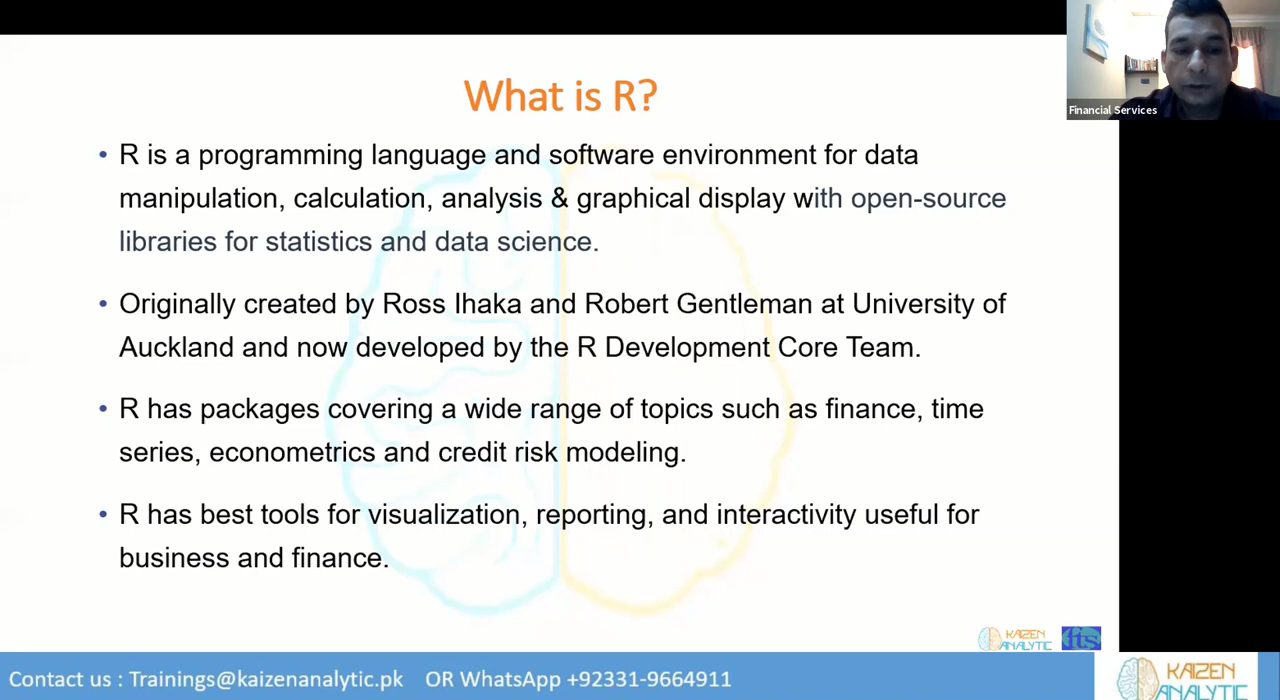 What is R?
Financial Services
• R is a programming language and software environment for data
manipulation, calculation, analysis & graphical display with open-source
libraries for statistics and data science.
• Originally created by Ross Ihaka and Robert Gentleman at University of
Auckland and now developed by the R Development Core Team.
• R has packages covering a wide range of topics such as finance, time
series, econometrics and credit risk modeling.
• R has best tools for visualization, reporting, and interactivity useful for
business and finance.
KAIZEN
ANALYTIC
fts
Contact us : Trainings@kaizenanalytic.pk OR WhatsApp +92331-9664911
KAIZEN
ANALYTIC